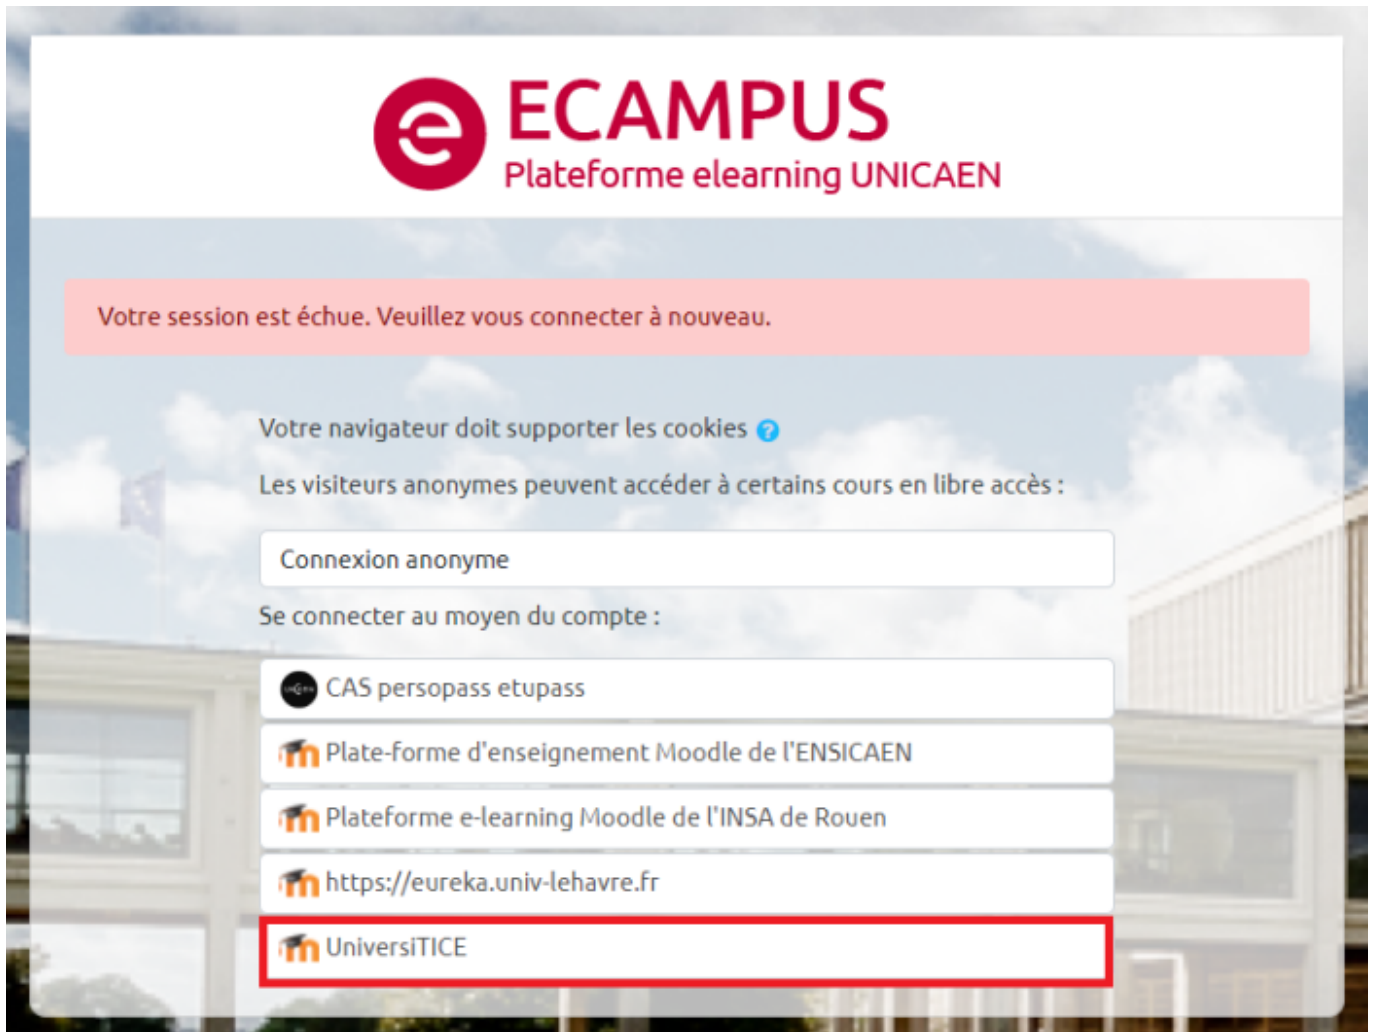 ECAMPUS
Plateforme elearning UNICAEN
Votre session est échue. Veuillez vous connecter à nouveau.
Votre navigateur doit supporter les cookies
Les visiteurs anonymes peuvent accéder à certains cours en libre accès :
Connexion anonyme
Se connecter au moyen du compte :
CAS persopass etupass
Plate-forme d'enseignement Moodle de l'ENSICAEN
Plateforme e-learning Moodle de l'INSA de Rouen
https://eureka.univ-lehavre.fr
UniversiTICE